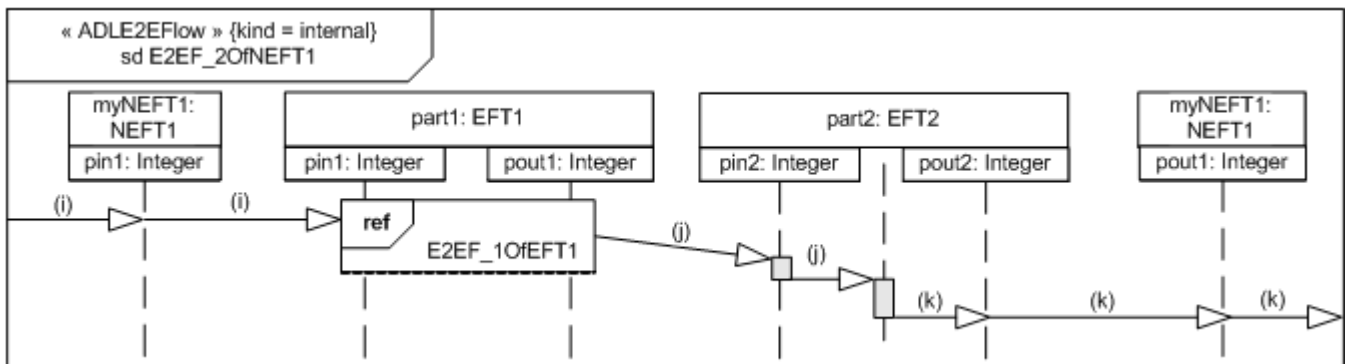 « ADLE2EFlow » {kind = internal}
sd E2EF_2OfNEFT1
myNEFT1:
NEFT1
pin1: Integer
part1: EFT1
pin1: Integer
pout1: Integer
part2: EFT2
pin2: Integer
pout2: Integer
myNEFT1:
NEFT1
pout1: Integer
(i)
(i)
ref
E2EF_1OfEFT1
(j)
(j)
(k)
(k)
(k)